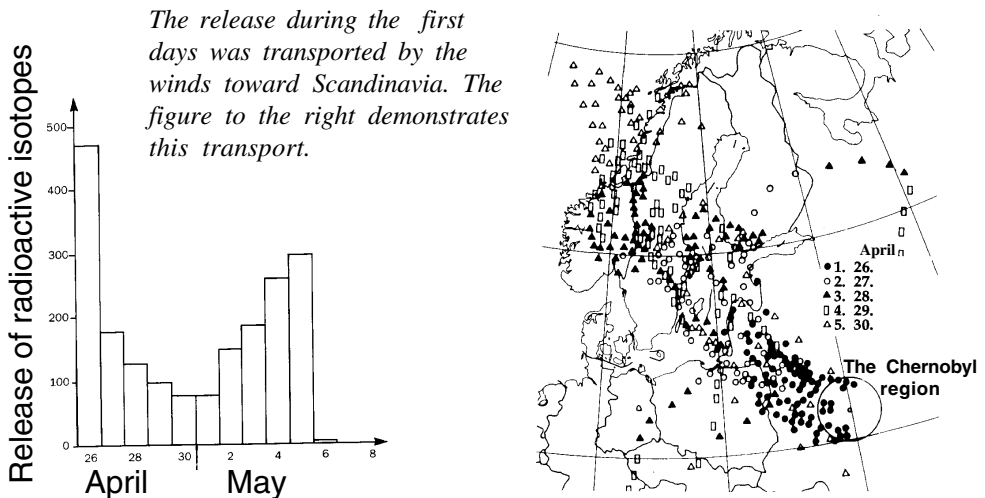 The release during the first
days was transported by the
winds toward Scandinavia. The
figure to the right demonstrates
this transport.
Release of radioactive isotopes
500
400
300
200
100
0
26 28 30 2 4 6 8
April May
April
1. 26.
2. 27.
3. 28.
4. 29.
5. 30.
The Chernobyl
region